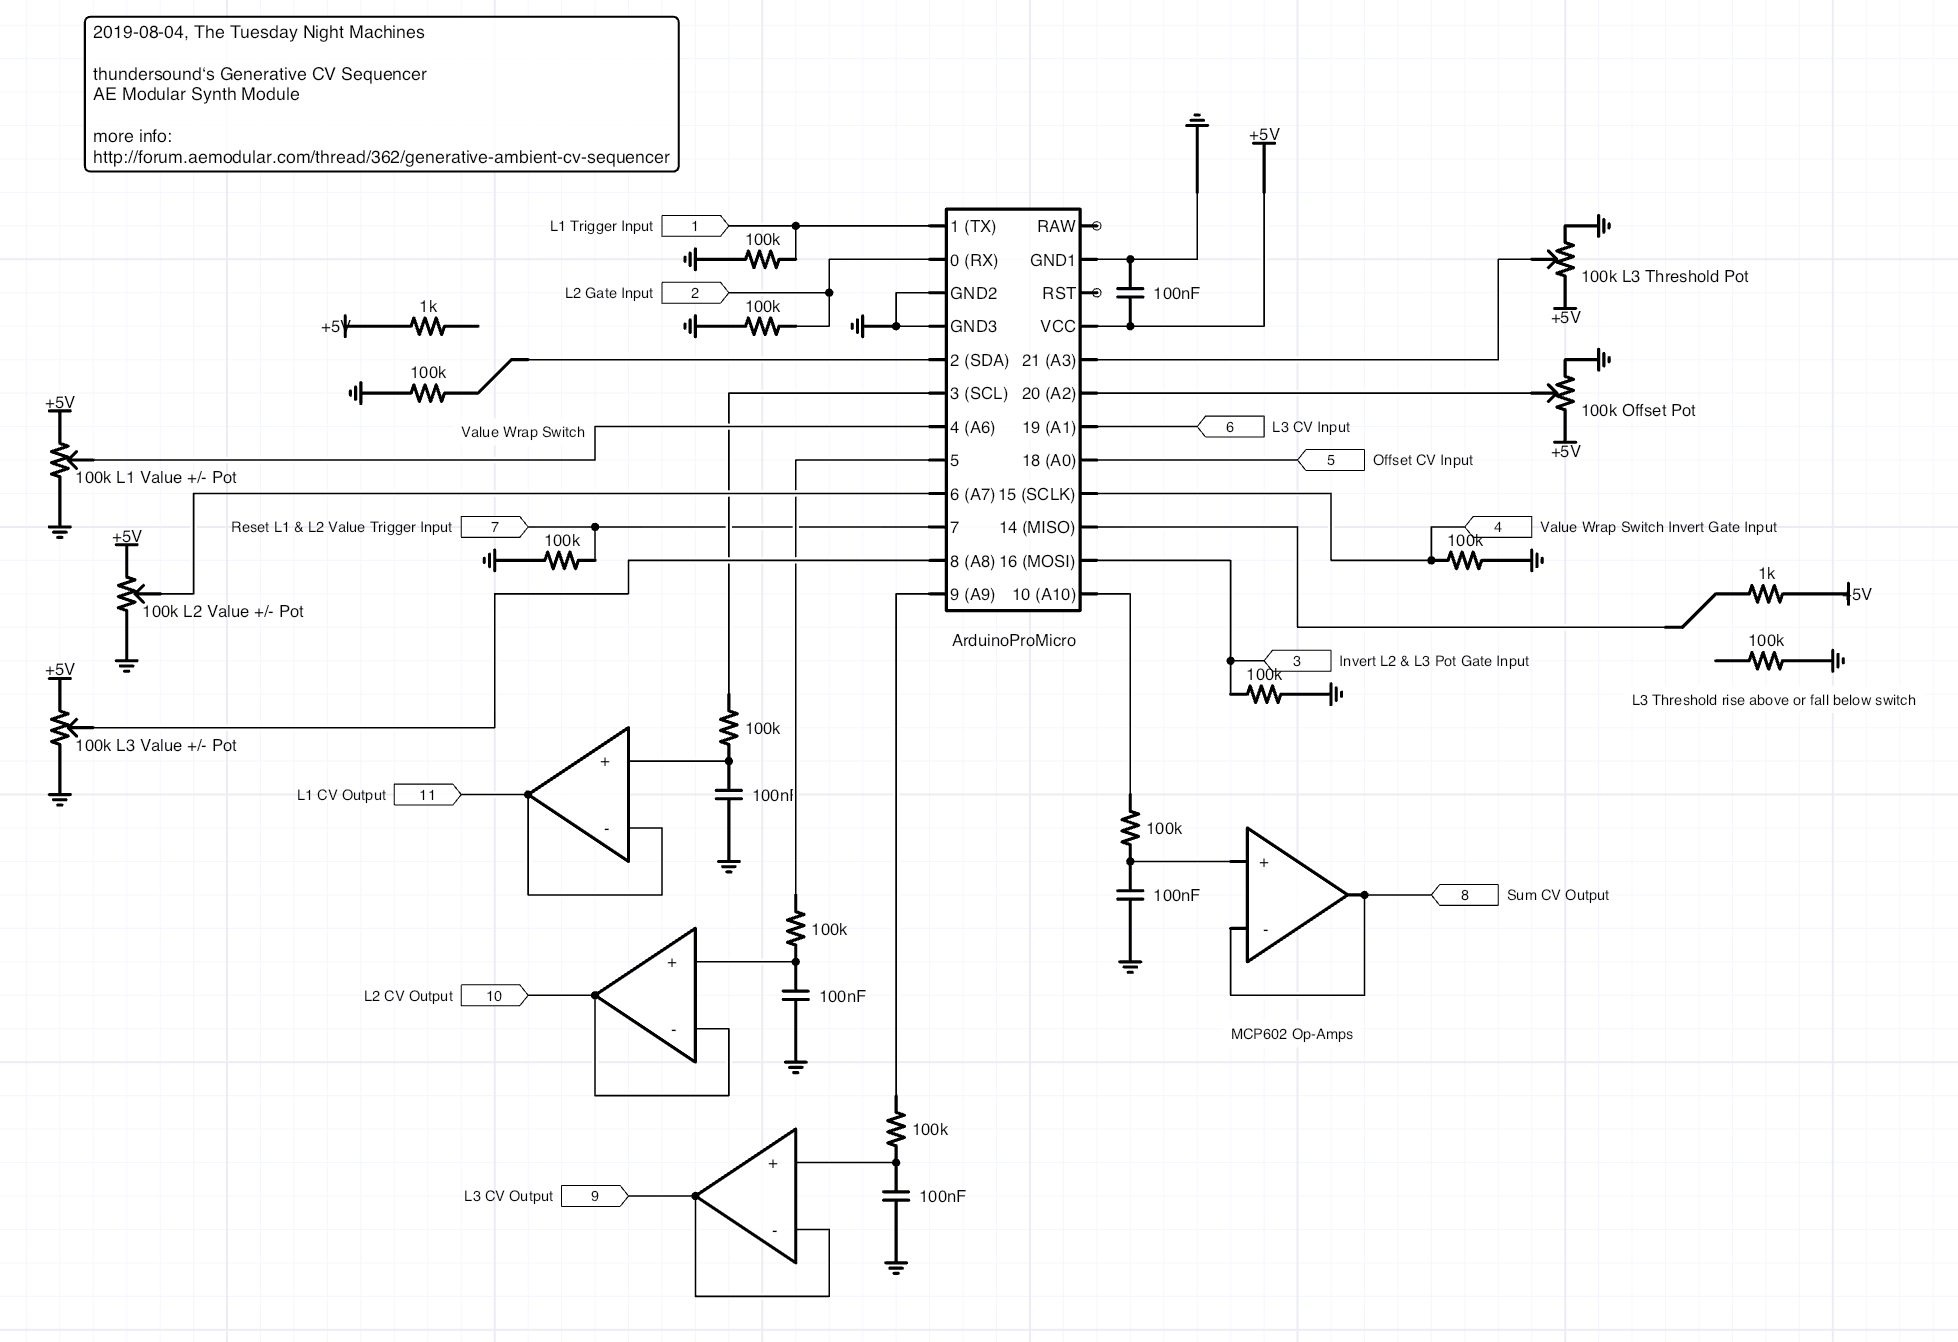 2019-08-04, The Tuesday Night Machines
thundersound's Generative CV Sequencer
AE Modular Synth Module
more info:
http://forum.aemodular.com/thread/362/generative-ambient-cv-sequencer
+5V
L1 Trigger Input
1
100k
L2 Gate Input
2
100k
1k
+5V
100k
Value Wrap Switch
+5V
100k L1 Value +/- Pot
+5V
100k L2 Value +/- Pot
+5V
100k L3 Value +/- Pot
Reset L1 & L2 Value Trigger Input
7
100k
1 (TX)
0 (RX)
GND2
GND3
2 (SDA)
3 (SCL)
4 (A6)
5
6 (A7)
7
8 (A8)
9 (A9)
RAW
GND1
RST
VCC
21 (A3)
20 (A2)
19 (A1)
18 (A0)
15 (SCLK)
14 (MISO)
16 (MOSI)
10 (A10)
ArduinoProMicro
100nF
100k L3 Threshold Pot
+5V
100k Offset Pot
+5V
6
L3 CV Input
5
Offset CV Input
4
Value Wrap Switch Invert Gate Input
100k
1k
+5V
100k
L3 Threshold rise above or fall below switch
3
Invert L2 & L3 Pot Gate Input
100k
100k
+
-
100nF
L1 CV Output
11
100k
+
-
100nF
L2 CV Output
10
100k
+
-
100nF
L3 CV Output
9
100k
100nF
+
-
8
Sum CV Output
MCP602 Op-Amps